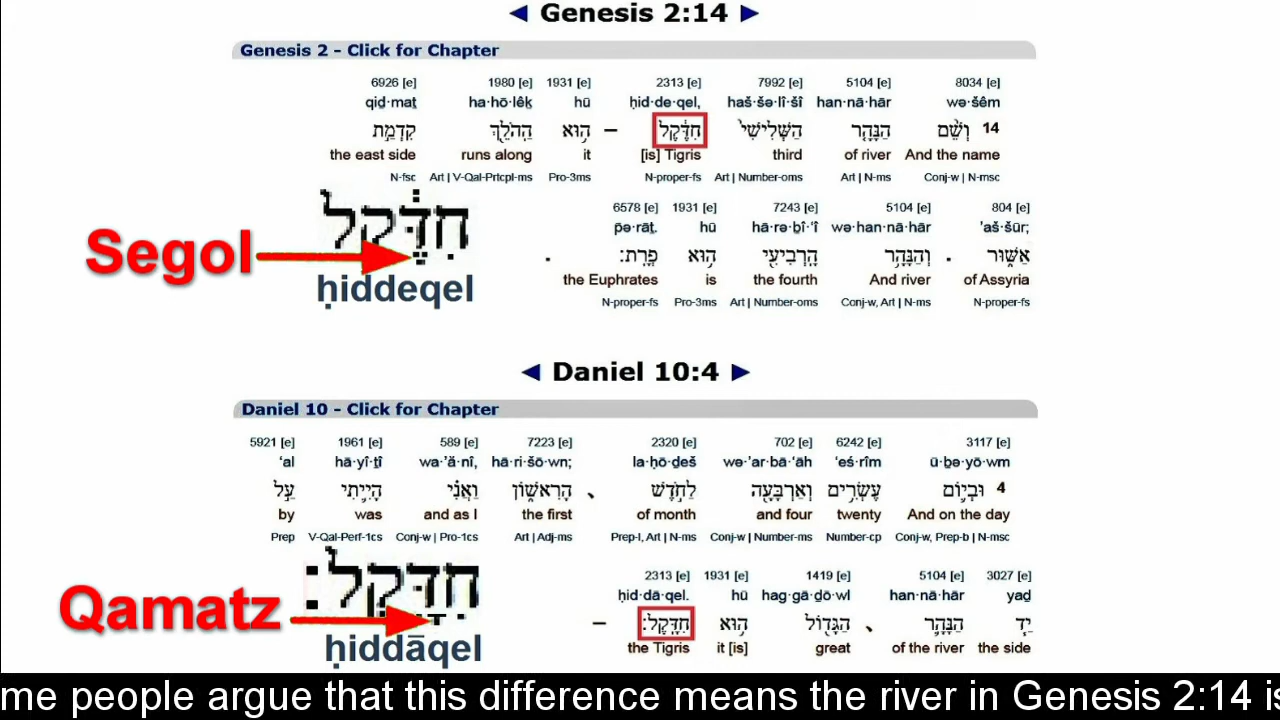 ◄ Genesis 2:14 ►
Genesis 2 - Click for Chapter
6926 [e] 1980 [e] 1931 [e] 2313 [e] 7992 [e] 5104 [e] 8034 [e]
qiḏ·maṯ ha·hō·lêḵ hū ḥid·de·qel, haš·šə·lî·šî han·nā·hār wə·šêm
קִדְמַ֣ת הַֽהֹלֵ֖ךְ ה֥וּא – חִדֶּ֔קֶל הַשְּׁלִישִׁי֙ הַנָּהָ֤ר וְשֵׁ֨ם 14
the east side runs along it [is] Tigris third of river And the name
N-fsc Art | V-Qal-Prtcpl-ms Pro-3ms N-proper-fs Art | Number-oms Art | N-ms Conj-w | N-msc
חִדֶּ֔קֶל
Segol
ḥiddeqel
6578 [e] 1931 [e] 7243 [e] 5104 [e] 804 [e]
p̄ə·rāṯ. hū hā·rə·ḇî·‘î wə·han·nā·hār ’aš·šūr;
. פְרָֽת׃ ה֥וּא הָֽרְבִיעִ֖י וְהַנָּהָ֥ר . אַשּׁ֑וּר
the Euphrates is the fourth And river of Assyria
N-proper-fs Pro-3ms Art | Number-oms Conj-w, Art | N-ms N-proper-fs
◄ Daniel 10:4 ►
Daniel 10 - Click for Chapter
5921 [e] 1961 [e] 589 [e] 7223 [e] 2320 [e] 702 [e] 6242 [e] 3117 [e]
‘al hā·yî·ṯî wa·’ă·nî, hā·ri·šō·wn; la·ḥō·ḏeš wə·’ar·bā·‘āh ‘eś·rîm ū·ḇə·yō·wm
עַ֣ל הָיִ֛יתִי וַאֲנִ֗י הָרִאשׁ֑וֹן לַחֹ֣דֶשׁ וְאַרְבָּעָ֖ה עֶשְׂרִ֥ים וּבְי֛וֹם 4
by was and as I the first of month and four twenty And on the day
Prep V-Qal-Perf-1cs Conj-w | Pro-1cs Art | Adj-ms Prep-l, Art | N-ms Conj-w | Number-ms Number-cp Conj-w, Prep-b | N-msc
חִדָּֽקֶל׃
Qamatz
ḥiddāqel
2313 [e] 1931 [e] 1419 [e] 5104 [e] 3027 [e]
ḥid·dā·qel. hū hag·gā·ḏō·wl han·nā·hār yaḏ
– חִדָּֽקֶל׃ ה֥וּא הַגָּד֖וֹל הַנָּהָ֥ר יַ֧ד
the Tigris it [is] great of the river the side
me people argue that this difference means the river in Genesis 2:14 is